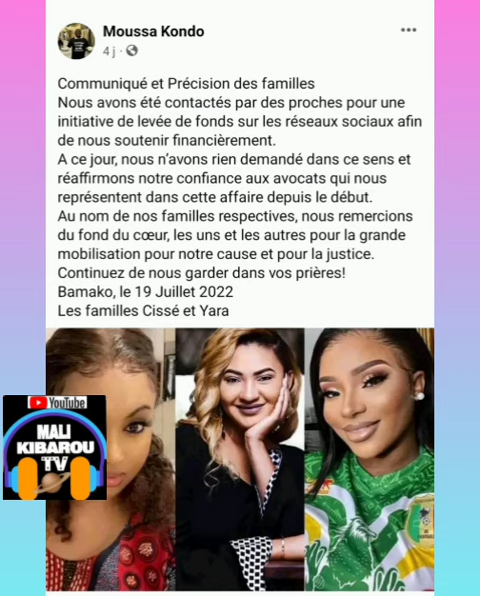 Moussa Kondo
4 j
Communiqué et Précision des familles
Nous avons été contactés par des proches pour une
initiative de levée de fonds sur les réseaux sociaux afin
de nous soutenir financièrement.
A ce jour, nous n'avons rien demandé dans ce sens et
réaffirmons notre confiance aux avocats qui nous
représentent dans cette affaire depuis le début.
Au nom de nos familles respectives, nous remercions
du fond du cœur, les uns et les autres pour la grande
mobilisation pour notre cause et pour la justice.
Continuez de nous garder dans vos prières!
Bamako, le 19 Juillet 2022
Les familles Cissé et Yara
YouTube
MALI
KIBAROU
TV